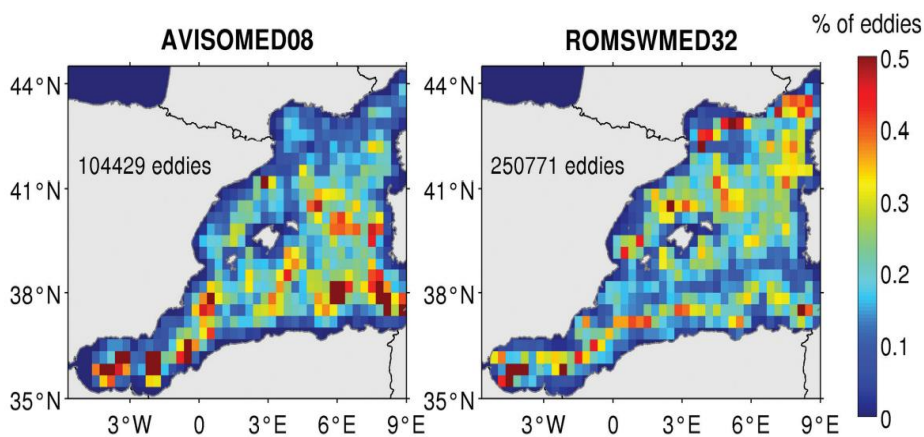 % of eddies
AVISOMED08
ROMSWMED32
44°N
41°N
38°N
35°N
104429 eddies
3°W
0
3°E
6°E
9°E
44°N
41°N
38°N
35°N
250771 eddies
3°W
0
3°E
6°E
9°E
0.5
0.4
0.3
0.2
0.1
0